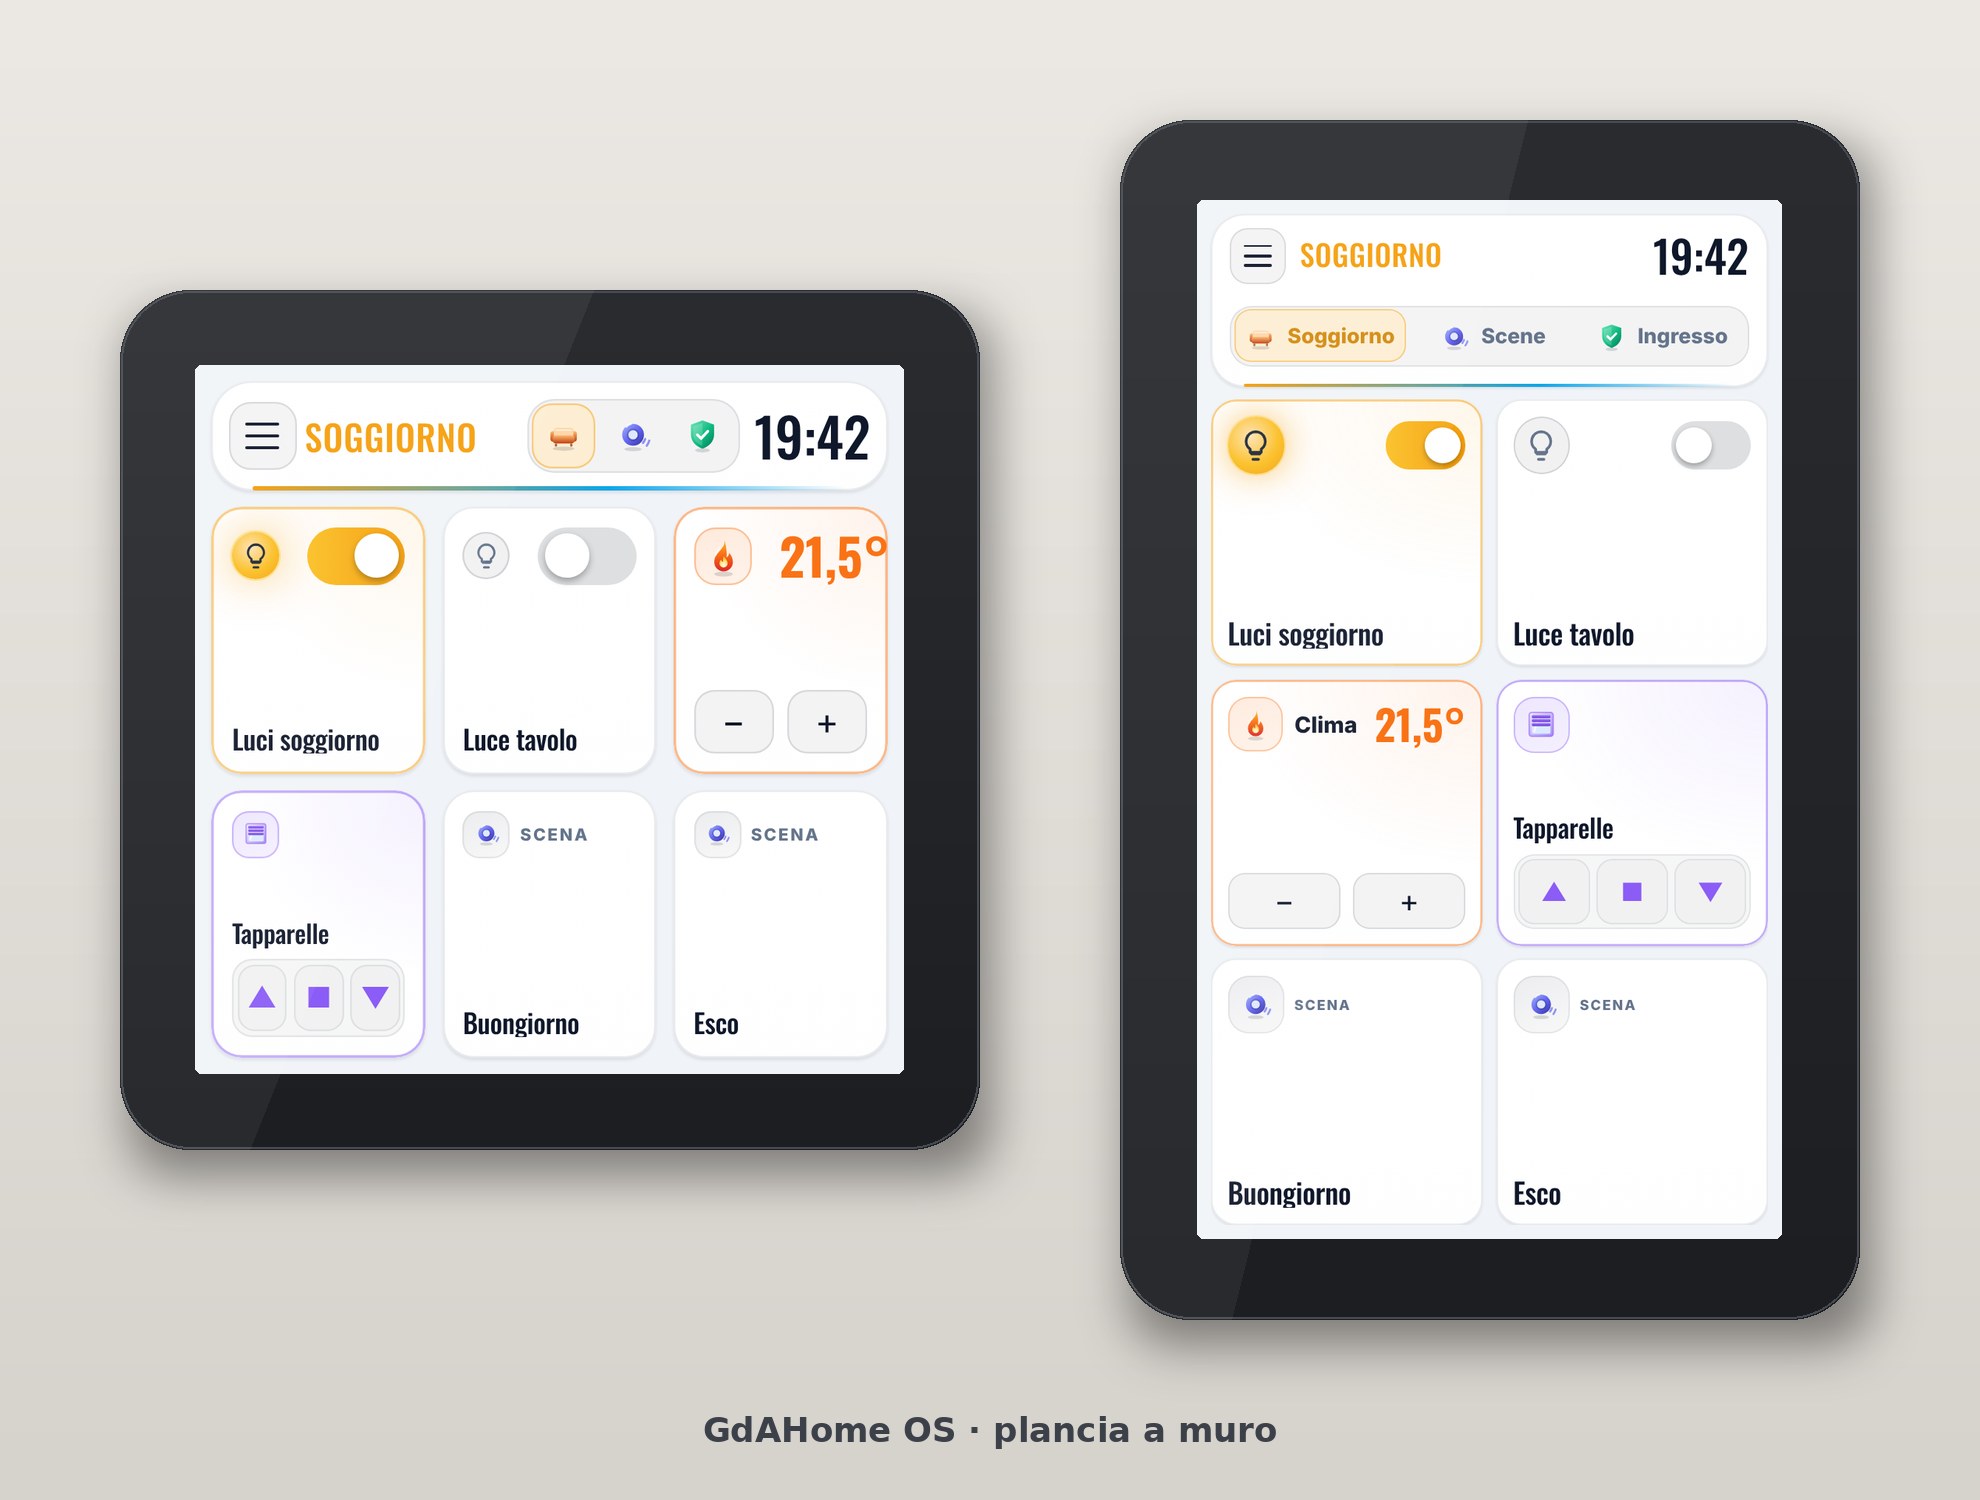 SOGGIORNO 19:42
Luci soggiorno
Luce tavolo
21,5°
− +
Tapparelle
SCENA
Buongiorno
SCENA
Esco
SOGGIORNO 19:42
Soggiorno Scene Ingresso
Luci soggiorno
Luce tavolo
Clima 21,5°
− +
Tapparelle
SCENA
Buongiorno
SCENA
Esco
GdAHome OS · plancia a muro